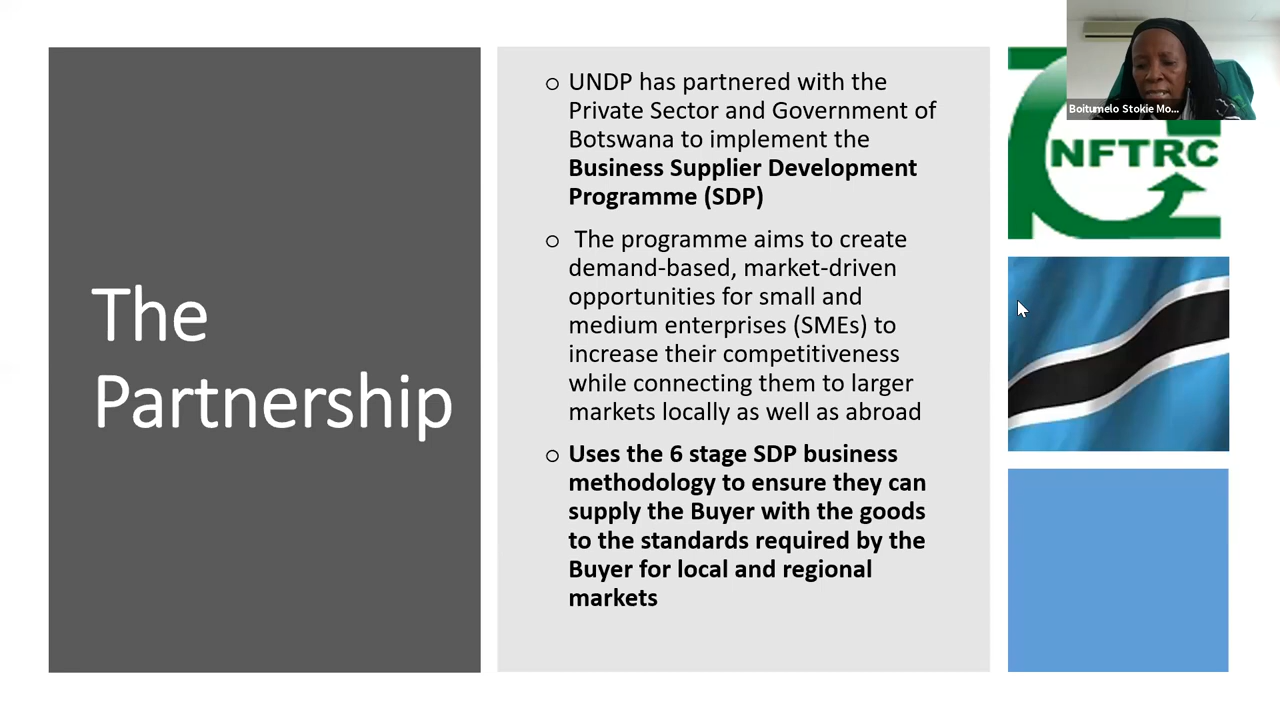 The
Partnership
○ UNDP has partnered with the
Private Sector and Government of
Botswana to implement the
Business Supplier Development
Programme (SDP)
○ The programme aims to create
demand-based, market-driven
opportunities for small and
medium enterprises (SMEs) to
increase their competitiveness
while connecting them to larger
markets locally as well as abroad
○ Uses the 6 stage SDP business
methodology to ensure they can
supply the Buyer with the goods
to the standards required by the
Buyer for local and regional
markets
Boitumelo Stokie Mo...
NFTRC